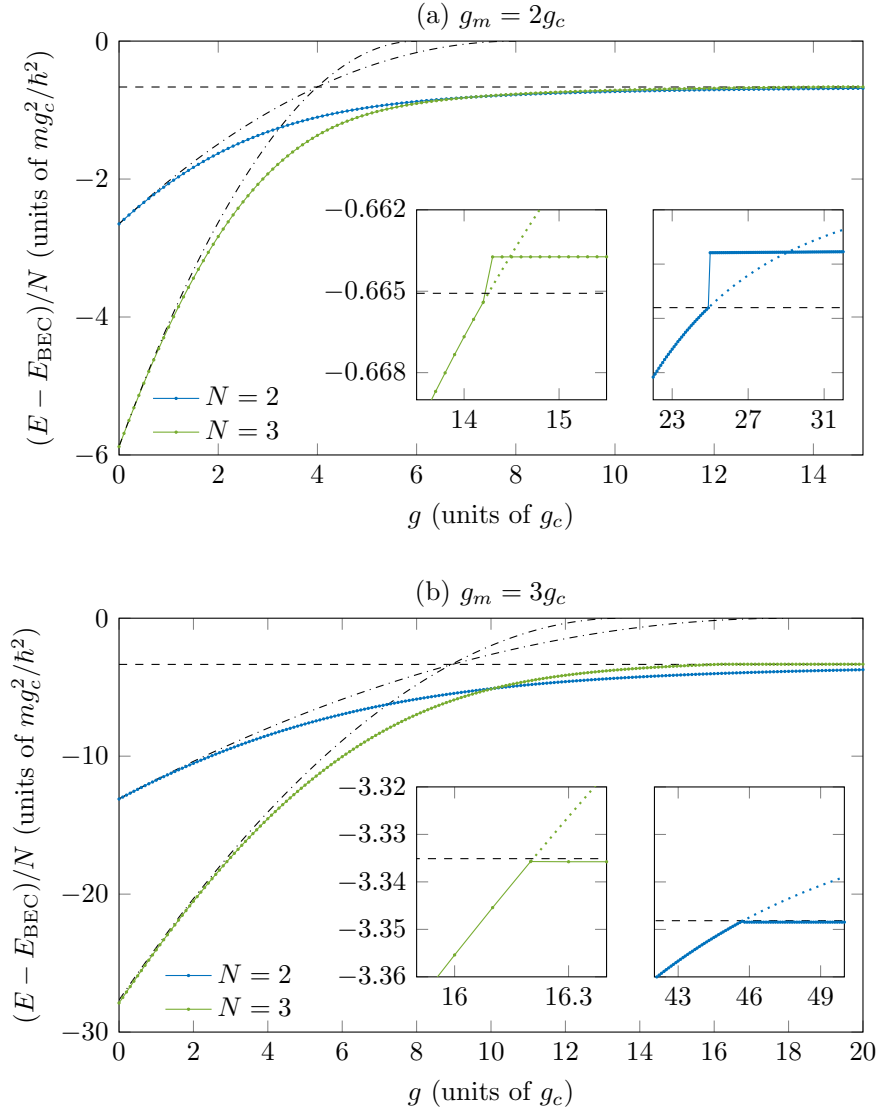 (a) g_m = 2g_c
0
−2
−4
−6
(E − E_BEC)/N (units of mg_c^2/ℏ^2)
−0.662
−0.665
−0.668
14 15
23 27 31
N = 2
N = 3
0 2 4 6 8 10 12 14
g (units of g_c)
(b) g_m = 3g_c
0
−10
−20
−30
(E − E_BEC)/N (units of mg_c^2/ℏ^2)
−3.32
−3.33
−3.34
−3.35
−3.36
16 16.3
43 46 49
N = 2
N = 3
0 2 4 6 8 10 12 14 16 18 20
g (units of g_c)